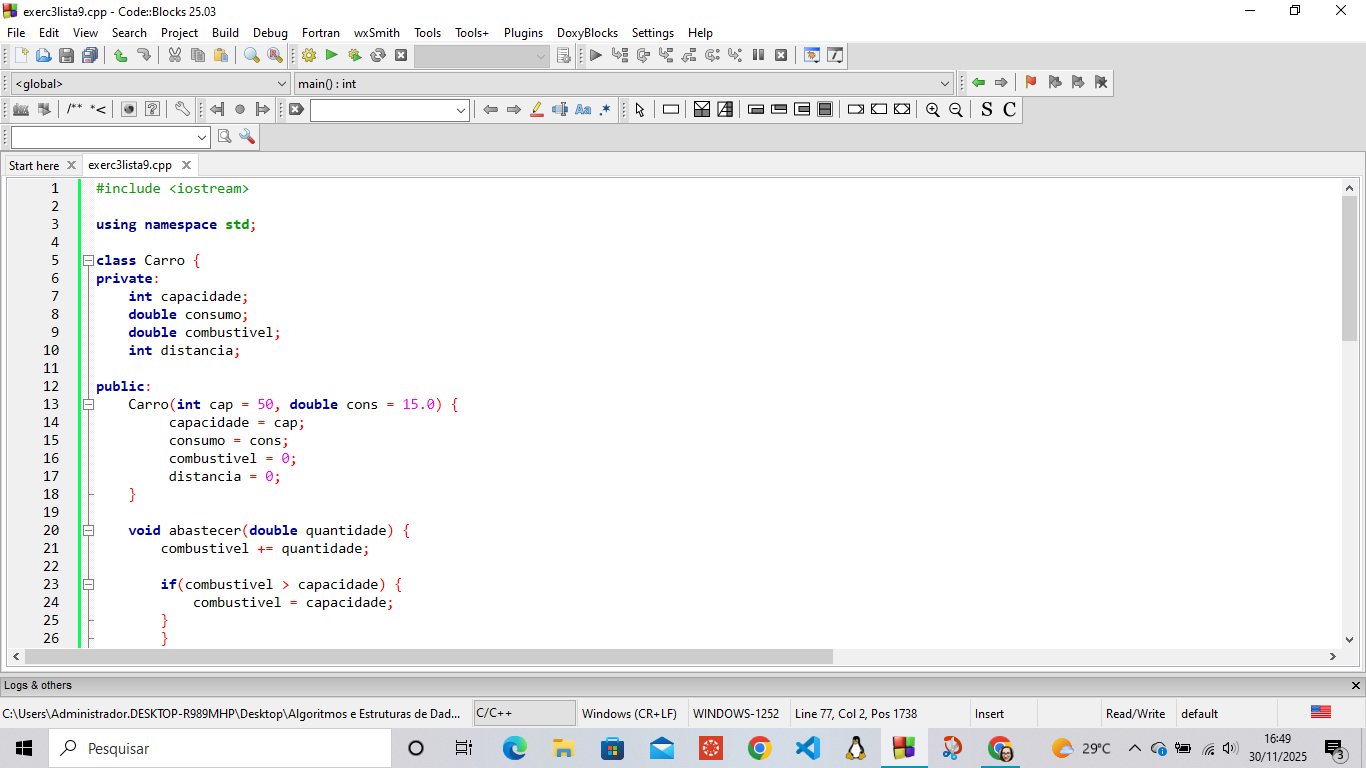 exerc3lista9.cpp - Code::Blocks 25.03
File Edit View Search Project Build Debug Fortran wxSmith Tools Tools+ Plugins DoxyBlocks Settings Help
<global> main() : int
/** *<
Aa .* S C
Start here exerc3lista9.cpp
1 #include <iostream>
2
3 using namespace std;
4
5 class Carro {
6 private:
7 int capacidade;
8 double consumo;
9 double combustivel;
10 int distancia;
11
12 public:
13 Carro(int cap = 50, double cons = 15.0) {
14 capacidade = cap;
15 consumo = cons;
16 combustivel = 0;
17 distancia = 0;
18 }
19
20 void abastecer(double quantidade) {
21 combustivel += quantidade;
22
23 if(combustivel > capacidade) {
24 combustivel = capacidade;
25 }
26 }
Logs & others
C:\Users\Administrador.DESKTOP-R989MHP\Desktop\Algoritmos e Estruturas de Dad... C/C++ Windows (CR+LF) WINDOWS-1252 Line 77, Col 2, Pos 1738 Insert Read/Write default
Pesquisar 29°C 16:49
30/11/2025 3